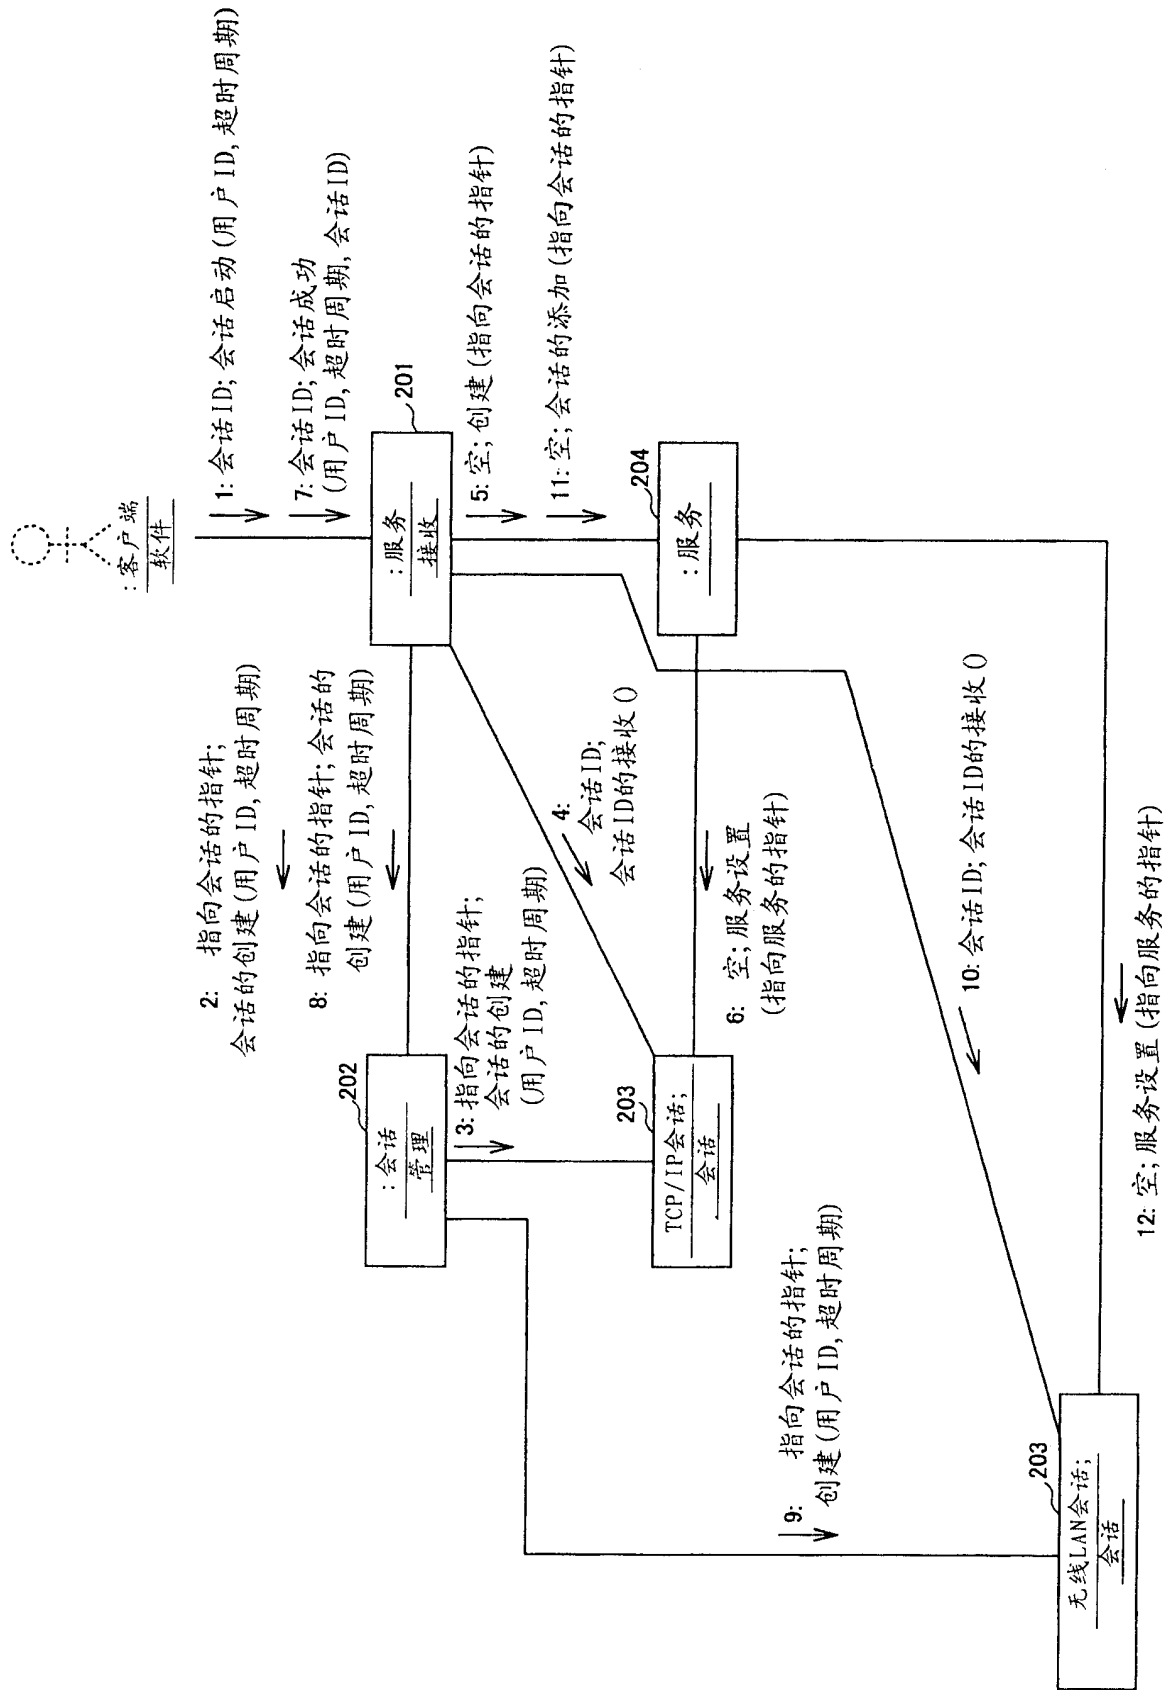 :客户端
软件
1: 会话ID; 会话启动(用户ID, 超时周期)
7: 会话ID; 会话成功
(用户ID, 超时周期, 会话ID)
2: 指向会话的指针;
会话的创建(用户ID, 超时周期)
8: 指向会话的指针; 会话的
创建(用户ID, 超时周期)
201
:服务
接收
202
:会话
管理
5: 空; 创建(指向会话的指针)
11: 空; 会话的添加(指向会话的指针)
3: 指向会话的指针;
会话的创建
(用户ID, 超时周期)
4:
会话ID;
会话ID的接收()
204
:服务
203
TCP/IP会话;
会话
6: 空; 服务设置
(指向服务的指针)
9: 指向会话的指针;
创建(用户ID, 超时周期)
10: 会话ID; 会话ID的接收()
203
无线LAN会话;
会话
12: 空; 服务设置(指向服务的指针)